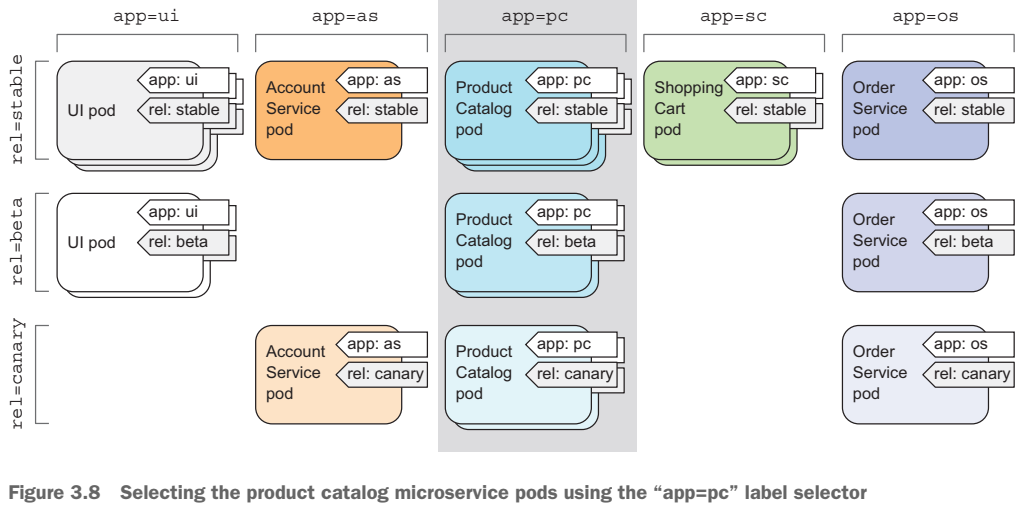 app=ui
app=as
app=pc
app=sc
app=os
rel=stable
UI pod
app: ui
rel: stable
Account
Service
pod
app: as
rel: stable
Product
Catalog
pod
app: pc
rel: stable
Shopping
Cart
pod
app: sc
rel: stable
Order
Service
pod
app: os
rel: stable
rel=beta
UI pod
app: ui
rel: beta
Product
Catalog
pod
app: pc
rel: beta
Order
Service
pod
app: os
rel: beta
rel=canary
Account
Service
pod
app: as
rel: canary
Product
Catalog
pod
app: pc
rel: canary
Order
Service
pod
app: os
rel: canary
Figure 3.8 Selecting the product catalog microservice pods using the “app=pc” label selector